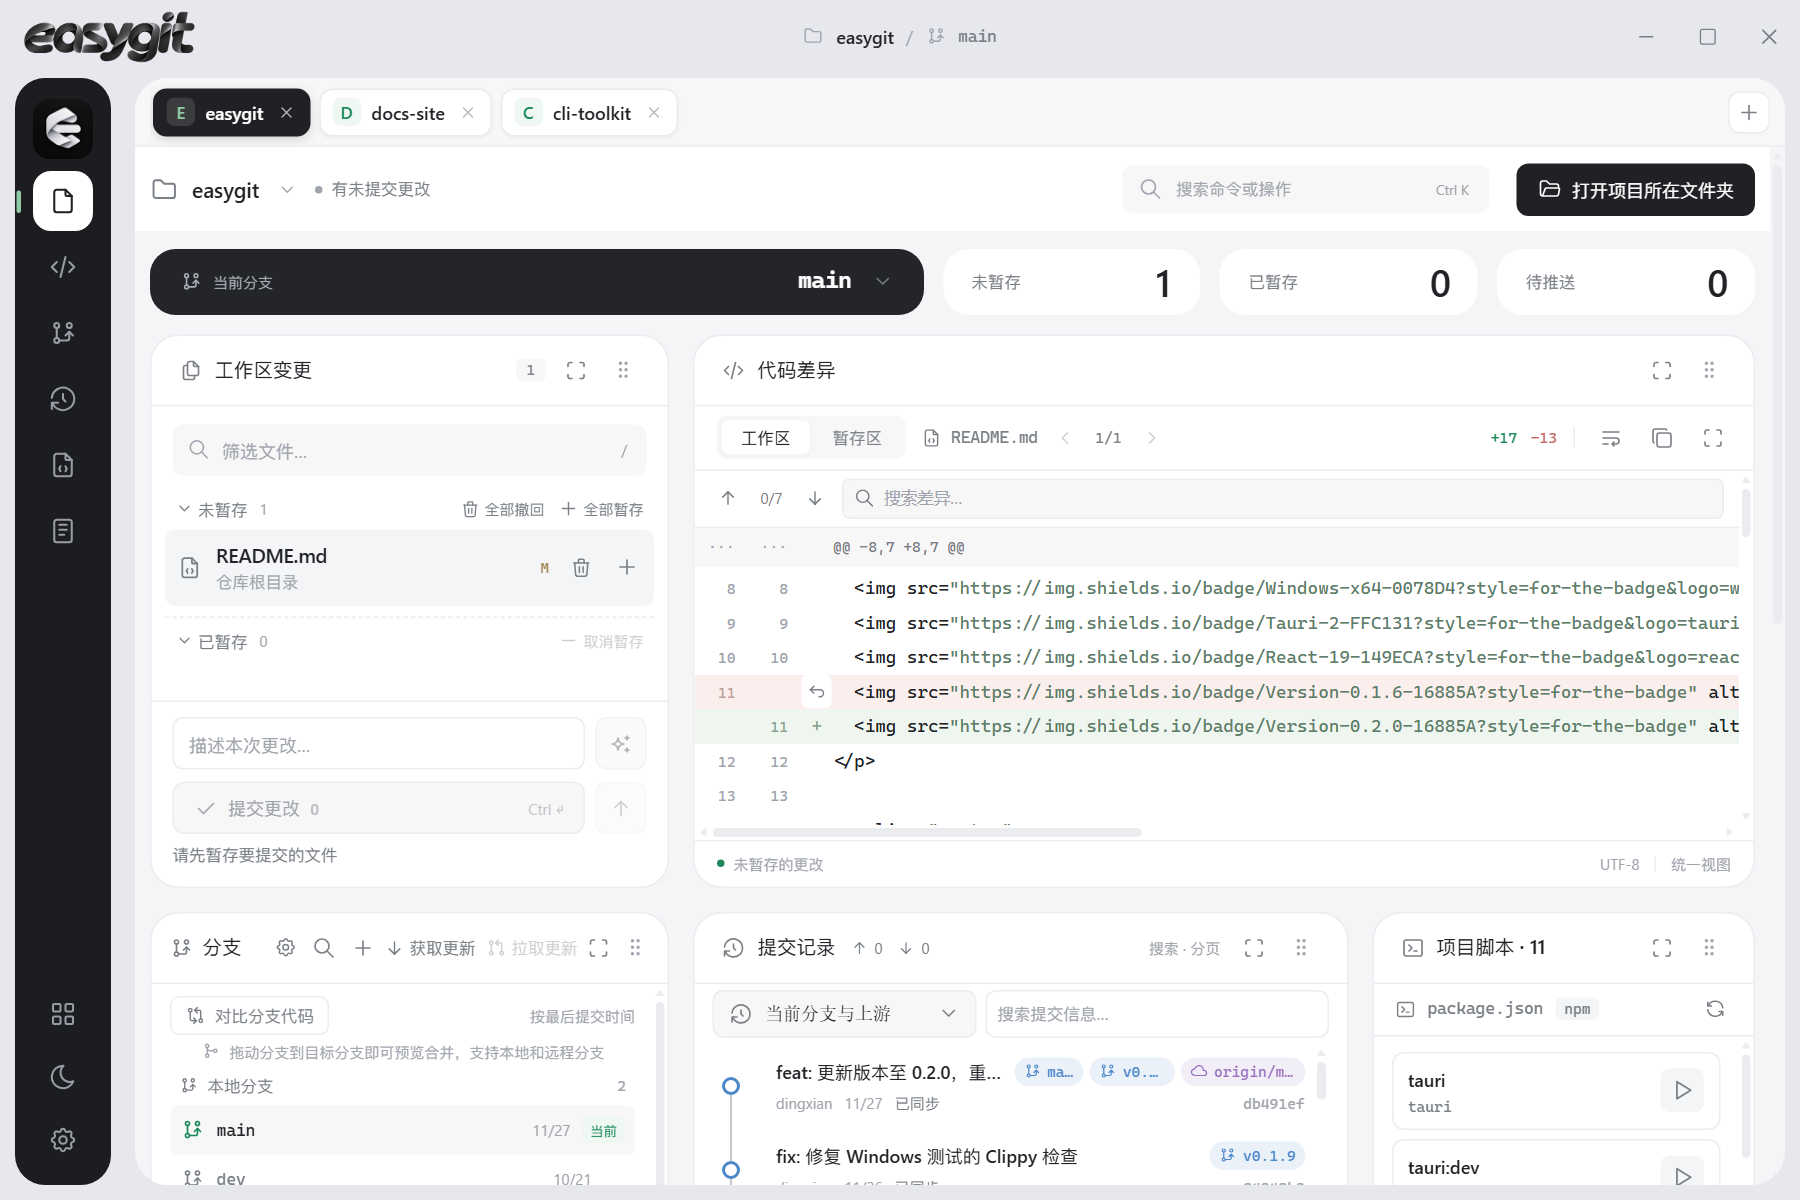 easygit
easygit / main
E easygit
D docs-site
C cli-toolkit
easygit
有未提交更改
搜索命令或操作 Ctrl K
打开项目所在文件夹
当前分支 main
未暂存 1
已暂存 0
待推送 0
工作区变更 1
筛选文件... /
未暂存 1 全部撤回 全部暂存
README.md
仓库根目录
M
已暂存 0 取消暂存
描述本次更改...
提交更改 0 Ctrl ↵
请先暂存要提交的文件
代码差异
工作区 暂存区 README.md 1/1 +17 −13
0/7 搜索差异...
··· ··· @@ -8,7 +8,7 @@
8 8 <img src="https://img.shields.io/badge/Windows-x64-0078D4?style=for-the-badge&logo=w
9 9 <img src="https://img.shields.io/badge/Tauri-2-FFC131?style=for-the-badge&logo=tauri
10 10 <img src="https://img.shields.io/badge/React-19-149ECA?style=for-the-badge&logo=reac
11 <img src="https://img.shields.io/badge/Version-0.1.6-16885A?style=for-the-badge" alt
11 + <img src="https://img.shields.io/badge/Version-0.2.0-16885A?style=for-the-badge" alt
12 12 </p>
13 13
未暂存的更改 UTF-8 统一视图
分支 获取更新 拉取更新
对比分支代码 按最后提交时间
拖动分支到目标分支即可预览合并，支持本地和远程分支
本地分支 2
main 11/27 当前
dev 10/21
提交记录 ↑ 0 ↓ 0 搜索 · 分页
当前分支与上游 搜索提交信息...
feat: 更新版本至 0.2.0，重... ma... v0.... origin/m...
dingxian 11/27 已同步 db491ef
fix: 修复 Windows 测试的 Clippy 检查 v0.1.9
项目脚本 · 11
package.json npm
tauri
tauri
tauri:dev